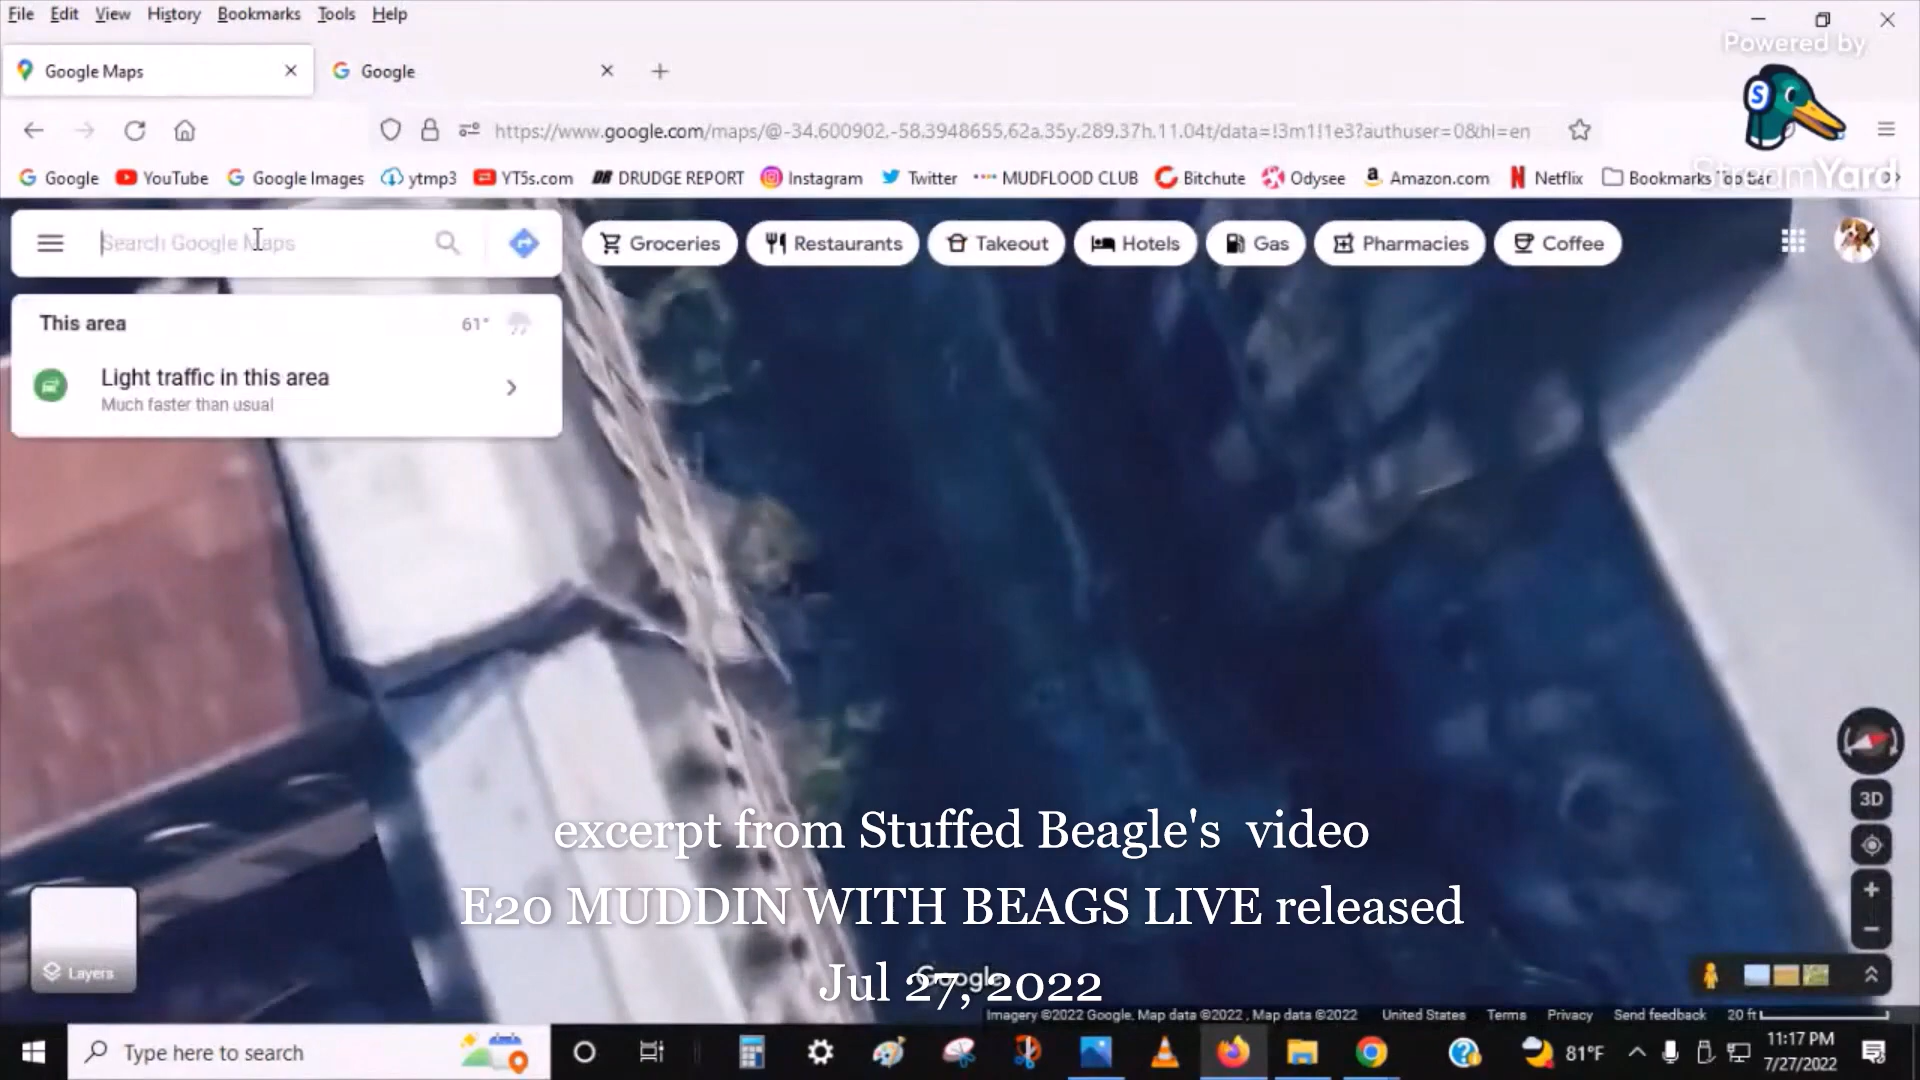 File Edit View History Bookmarks Tools Help
Powered by
Google Maps
Google
https://www.google.com/maps/@-34.600902,-58.3948655,62a,35y,289.37h,11.04t/data=!3m1!1e3?authuser=0&hl=en
Google YouTube Google Images ytmp3 YT5s.com DRUDGE REPORT Instagram Twitter MUDFLOOD CLUB Bitchute Odysee Amazon.com Netflix Bookmarks Top Bar
StreamYard
Search Google Maps
Groceries Restaurants Takeout Hotels Gas Pharmacies Coffee
This area 61°
Light traffic in this area
Much faster than usual
3D
excerpt from Stuffed Beagle's video
E20 MUDDIN WITH BEAGS LIVE released
Jul 27, 2022
Layers
Google
Imagery ©2022 Google, Map data ©2022 , Map data ©2022 United States Terms Privacy Send feedback 20 ft
Type here to search
81°F
11:17 PM
7/27/2022